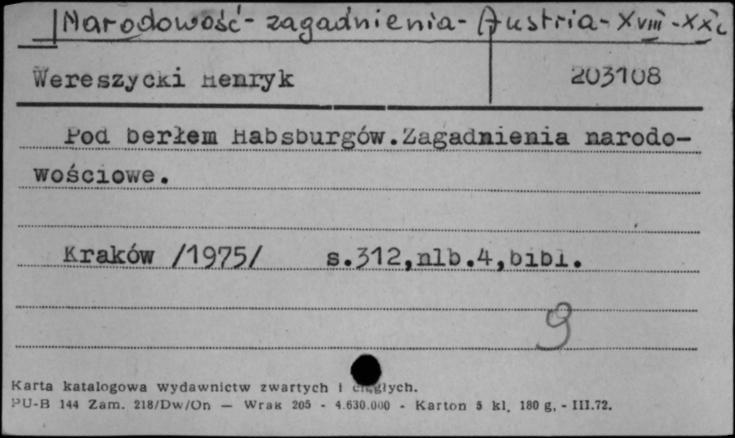 Narodowość - zagadnienia - Austria - XVIII - XX
Wereszycki Henryk 203108
Pod berłem Habsburgów.Zagadnienia narodo-
wościowe.
Kraków /1975/ s.312,nlb.4,bibl.
9
Karta katalogowa wydawnictw zwartych i ciągłych.
PU-B 144 Zam. 218/Dw/On — Wrak 205 - 4.630.000 - Karton 5 kl. 180 g. - III.72.